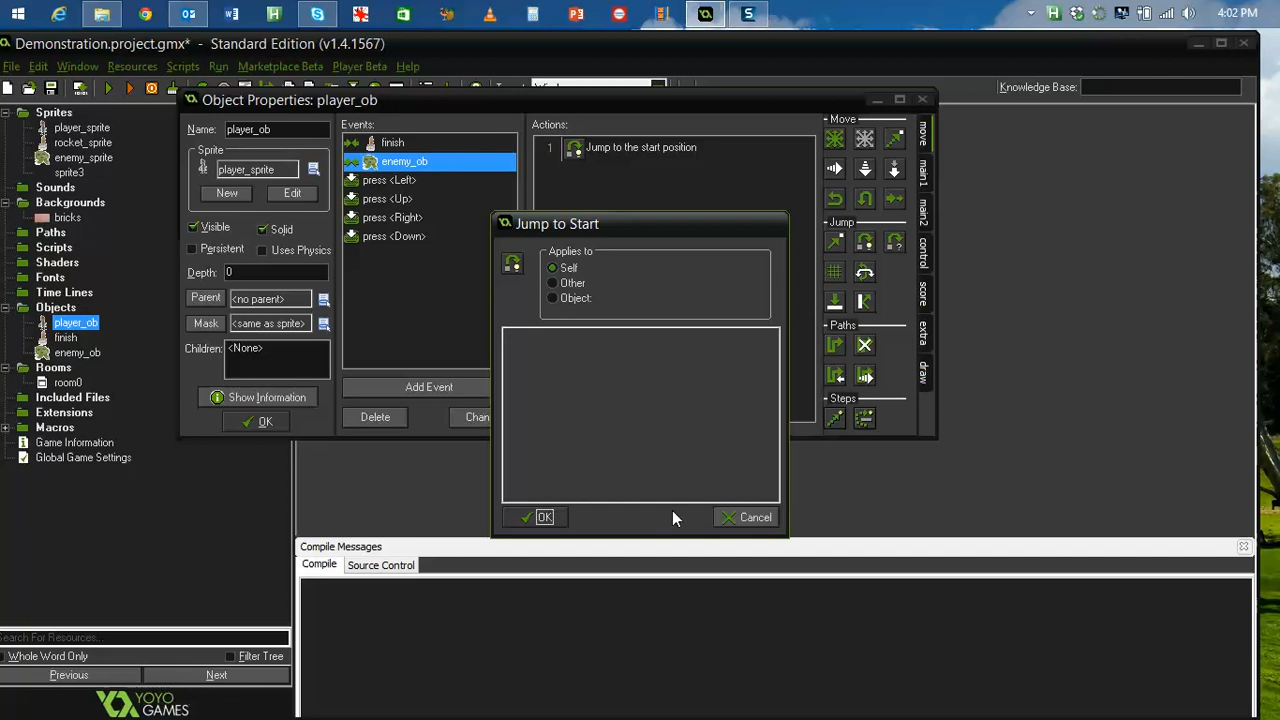 4:02 PM
Demonstration.project.gmx* - Standard Edition (v1.4.1567)
File Edit Window Resources Scripts Run Marketplace Beta Player Beta Help
Knowledge Base:
Sprites
player_sprite
rocket_sprite
enemy_sprite
sprite3
Sounds
Backgrounds
bricks
Paths
Scripts
Shaders
Fonts
Time Lines
Objects
player_ob
finish
enemy_ob
Rooms
room0
Included Files
Extensions
Macros
Game Information
Global Game Settings
Search For Resources...
Whole Word Only Filter Tree
Previous Next
YOYO
GAMES
Object Properties: player_ob
Name: player_ob
Sprite
player_sprite
New Edit
Visible Solid
Persistent Uses Physics
Depth: 0
Parent <no parent>
Mask <same as sprite>
Children: <None>
Show Information
OK
Events:
finish
enemy_ob
press <Left>
press <Up>
press <Right>
press <Down>
Add Event
Delete Chan
Actions:
1 Jump to the start position
Move
Jump
Paths
Steps
move
main1
main2
control
score
extra
draw
Jump to Start
Applies to
Self
Other
Object:
OK Cancel
Compile Messages
Compile Source Control